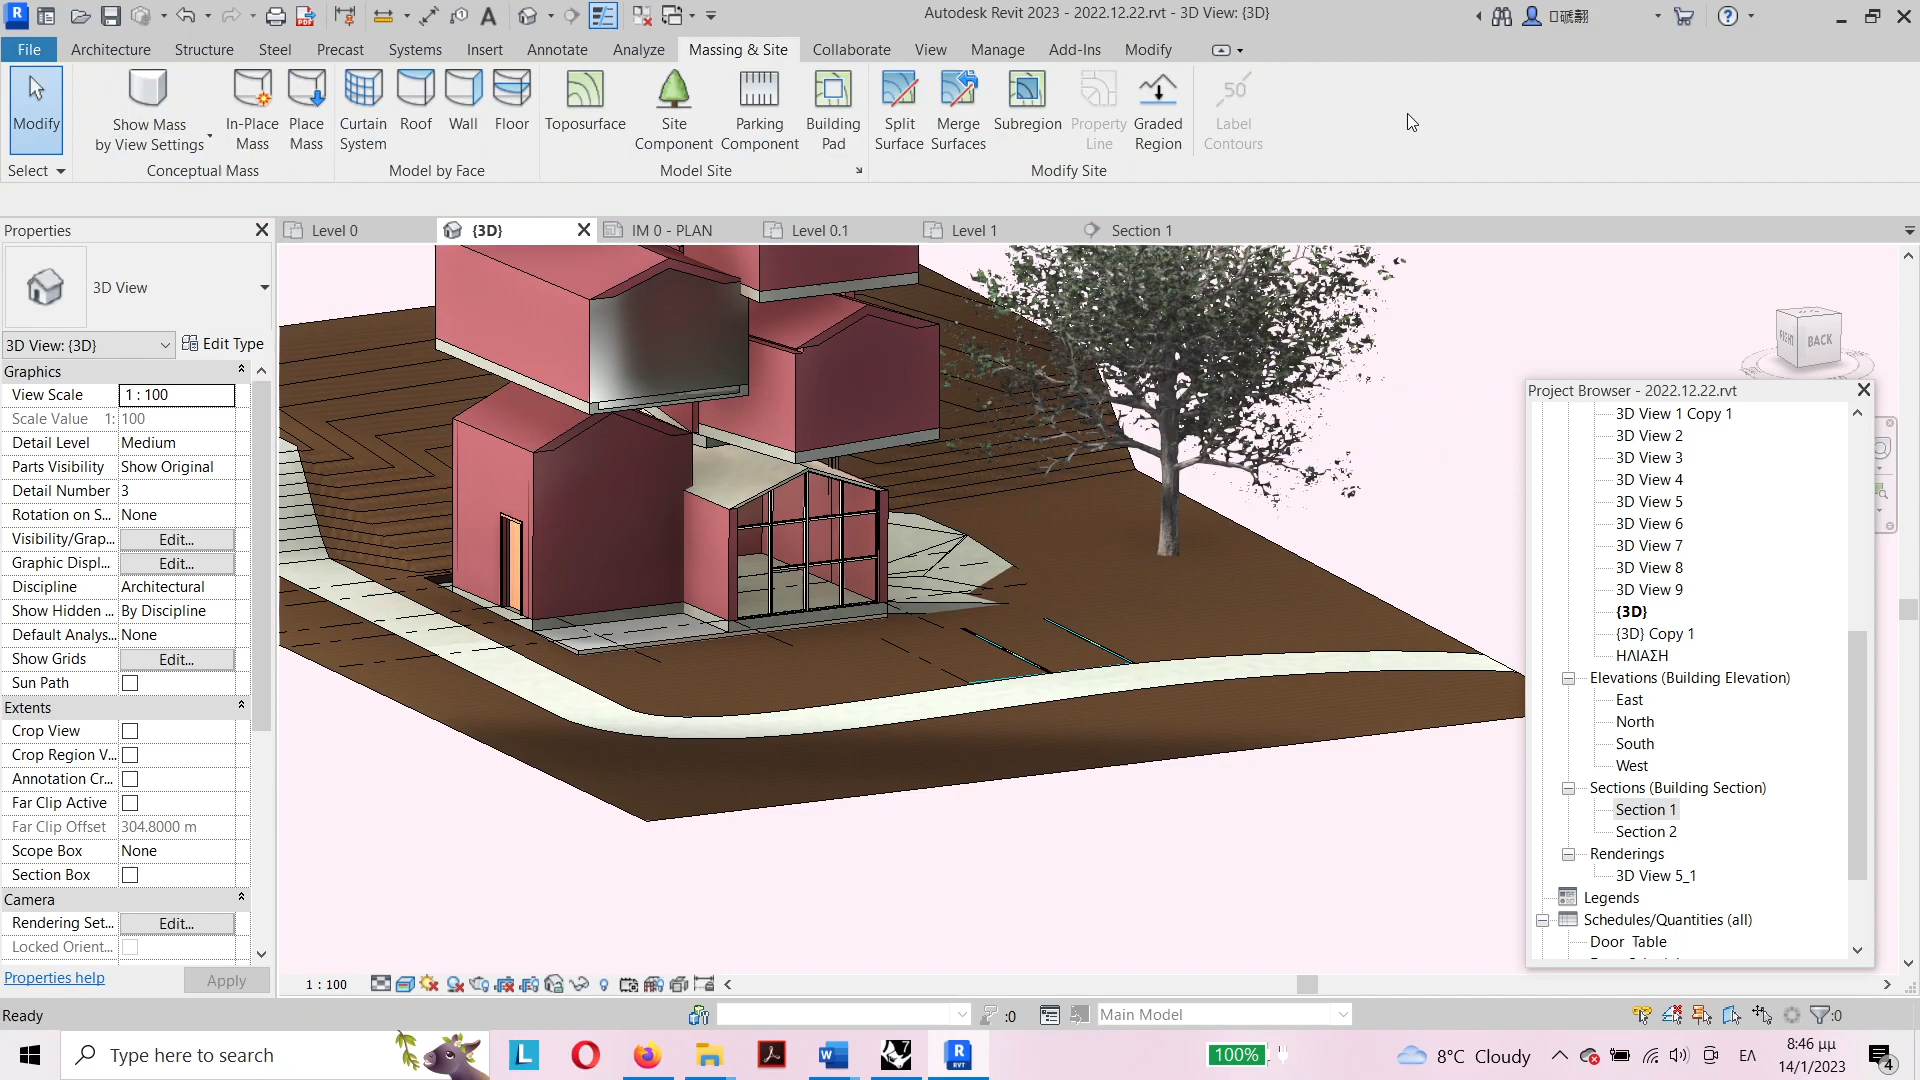 Autodesk Revit 2023 - 2022.12.22.rvt - 3D View: {3D}
File Architecture Structure Steel Precast Systems Insert Annotate Analyze Massing & Site Collaborate View Manage Add-Ins Modify
Modify
Show Mass by View Settings
In-Place Mass
Place Mass
Curtain System
Roof
Wall
Floor
Toposurface
Site Component
Parking Component
Building Pad
Split Surface
Merge Surfaces
Subregion
Property Line
Graded Region
50
Label Contours
Select Conceptual Mass Model by Face Model Site Modify Site
Properties
Level 0 {3D} IM 0 - PLAN Level 0.1 Level 1 Section 1
3D View
3D View: {3D} Edit Type
Graphics
View Scale 1 : 100
Scale Value 1: 100
Detail Level Medium
Parts Visibility Show Original
Detail Number 3
Rotation on S... None
Visibility/Grap... Edit...
Graphic Displ... Edit...
Discipline Architectural
Show Hidden ... By Discipline
Default Analys... None
Show Grids Edit...
Sun Path
Extents
Crop View
Crop Region V...
Annotation Cr...
Far Clip Active
Far Clip Offset 304.8000 m
Scope Box None
Section Box
Camera
Rendering Set... Edit...
Locked Orient...
Properties help Apply
RIGHT BACK
Project Browser - 2022.12.22.rvt
3D View 1 Copy 1
3D View 2
3D View 3
3D View 4
3D View 5
3D View 6
3D View 7
3D View 8
3D View 9
{3D}
{3D} Copy 1
ΗΛΙΑΣΗ
Elevations (Building Elevation)
East
North
South
West
Sections (Building Section)
Section 1
Section 2
Renderings
3D View 5_1
Legends
Schedules/Quantities (all)
Door Table
1 : 100
Ready :0 Main Model :0
Type here to search
100%
8°C Cloudy
ΕΛ
8:46 μμ
14/1/2023
4